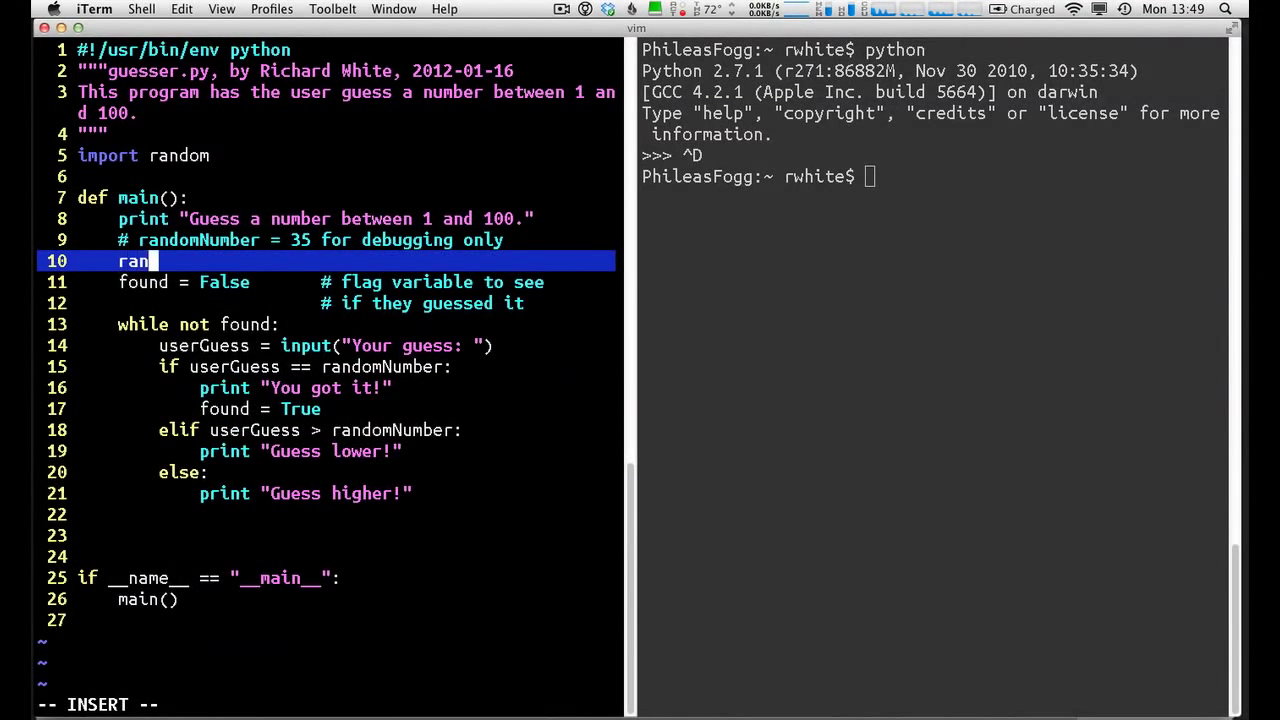 iTerm Shell Edit View Profiles Toolbelt Window Help 72° 0.0KB/s 0.0KB/s Charged Mon 13:49
vim
1 #!/usr/bin/env python
2 """guesser.py, by Richard White, 2012-01-16
3 This program has the user guess a number between 1 an
d 100.
4 """
5 import random
6
7 def main():
8 print "Guess a number between 1 and 100."
9 # randomNumber = 35 for debugging only
10 ran
11 found = False # flag variable to see
12 # if they guessed it
13 while not found:
14 userGuess = input("Your guess: ")
15 if userGuess == randomNumber:
16 print "You got it!"
17 found = True
18 elif userGuess > randomNumber:
19 print "Guess lower!"
20 else:
21 print "Guess higher!"
22
23
24
25 if __name__ == "__main__":
26 main()
27
~
~
~
-- INSERT --
PhileasFogg:~ rwhite$ python
Python 2.7.1 (r271:86882M, Nov 30 2010, 10:35:34)
[GCC 4.2.1 (Apple Inc. build 5664)] on darwin
Type "help", "copyright", "credits" or "license" for more
information.
>>> ^D
PhileasFogg:~ rwhite$